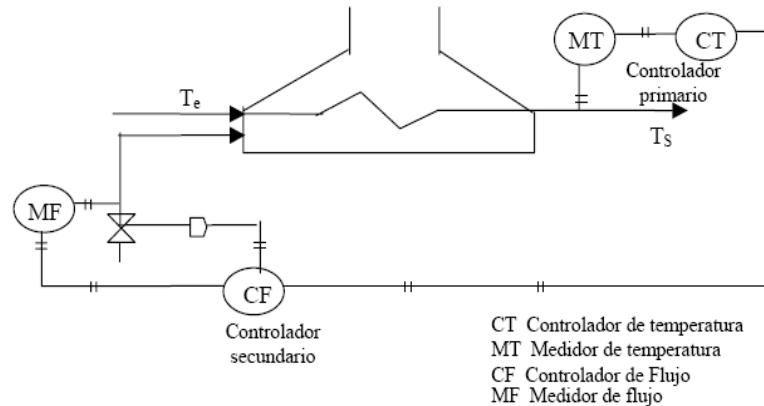 MT
CT
Controlador
primario
Te
TS
MF
CF
Controlador
secundario
CT Controlador de temperatura
MT Medidor de temperatura
CF Controlador de Flujo
MF Medidor de flujo